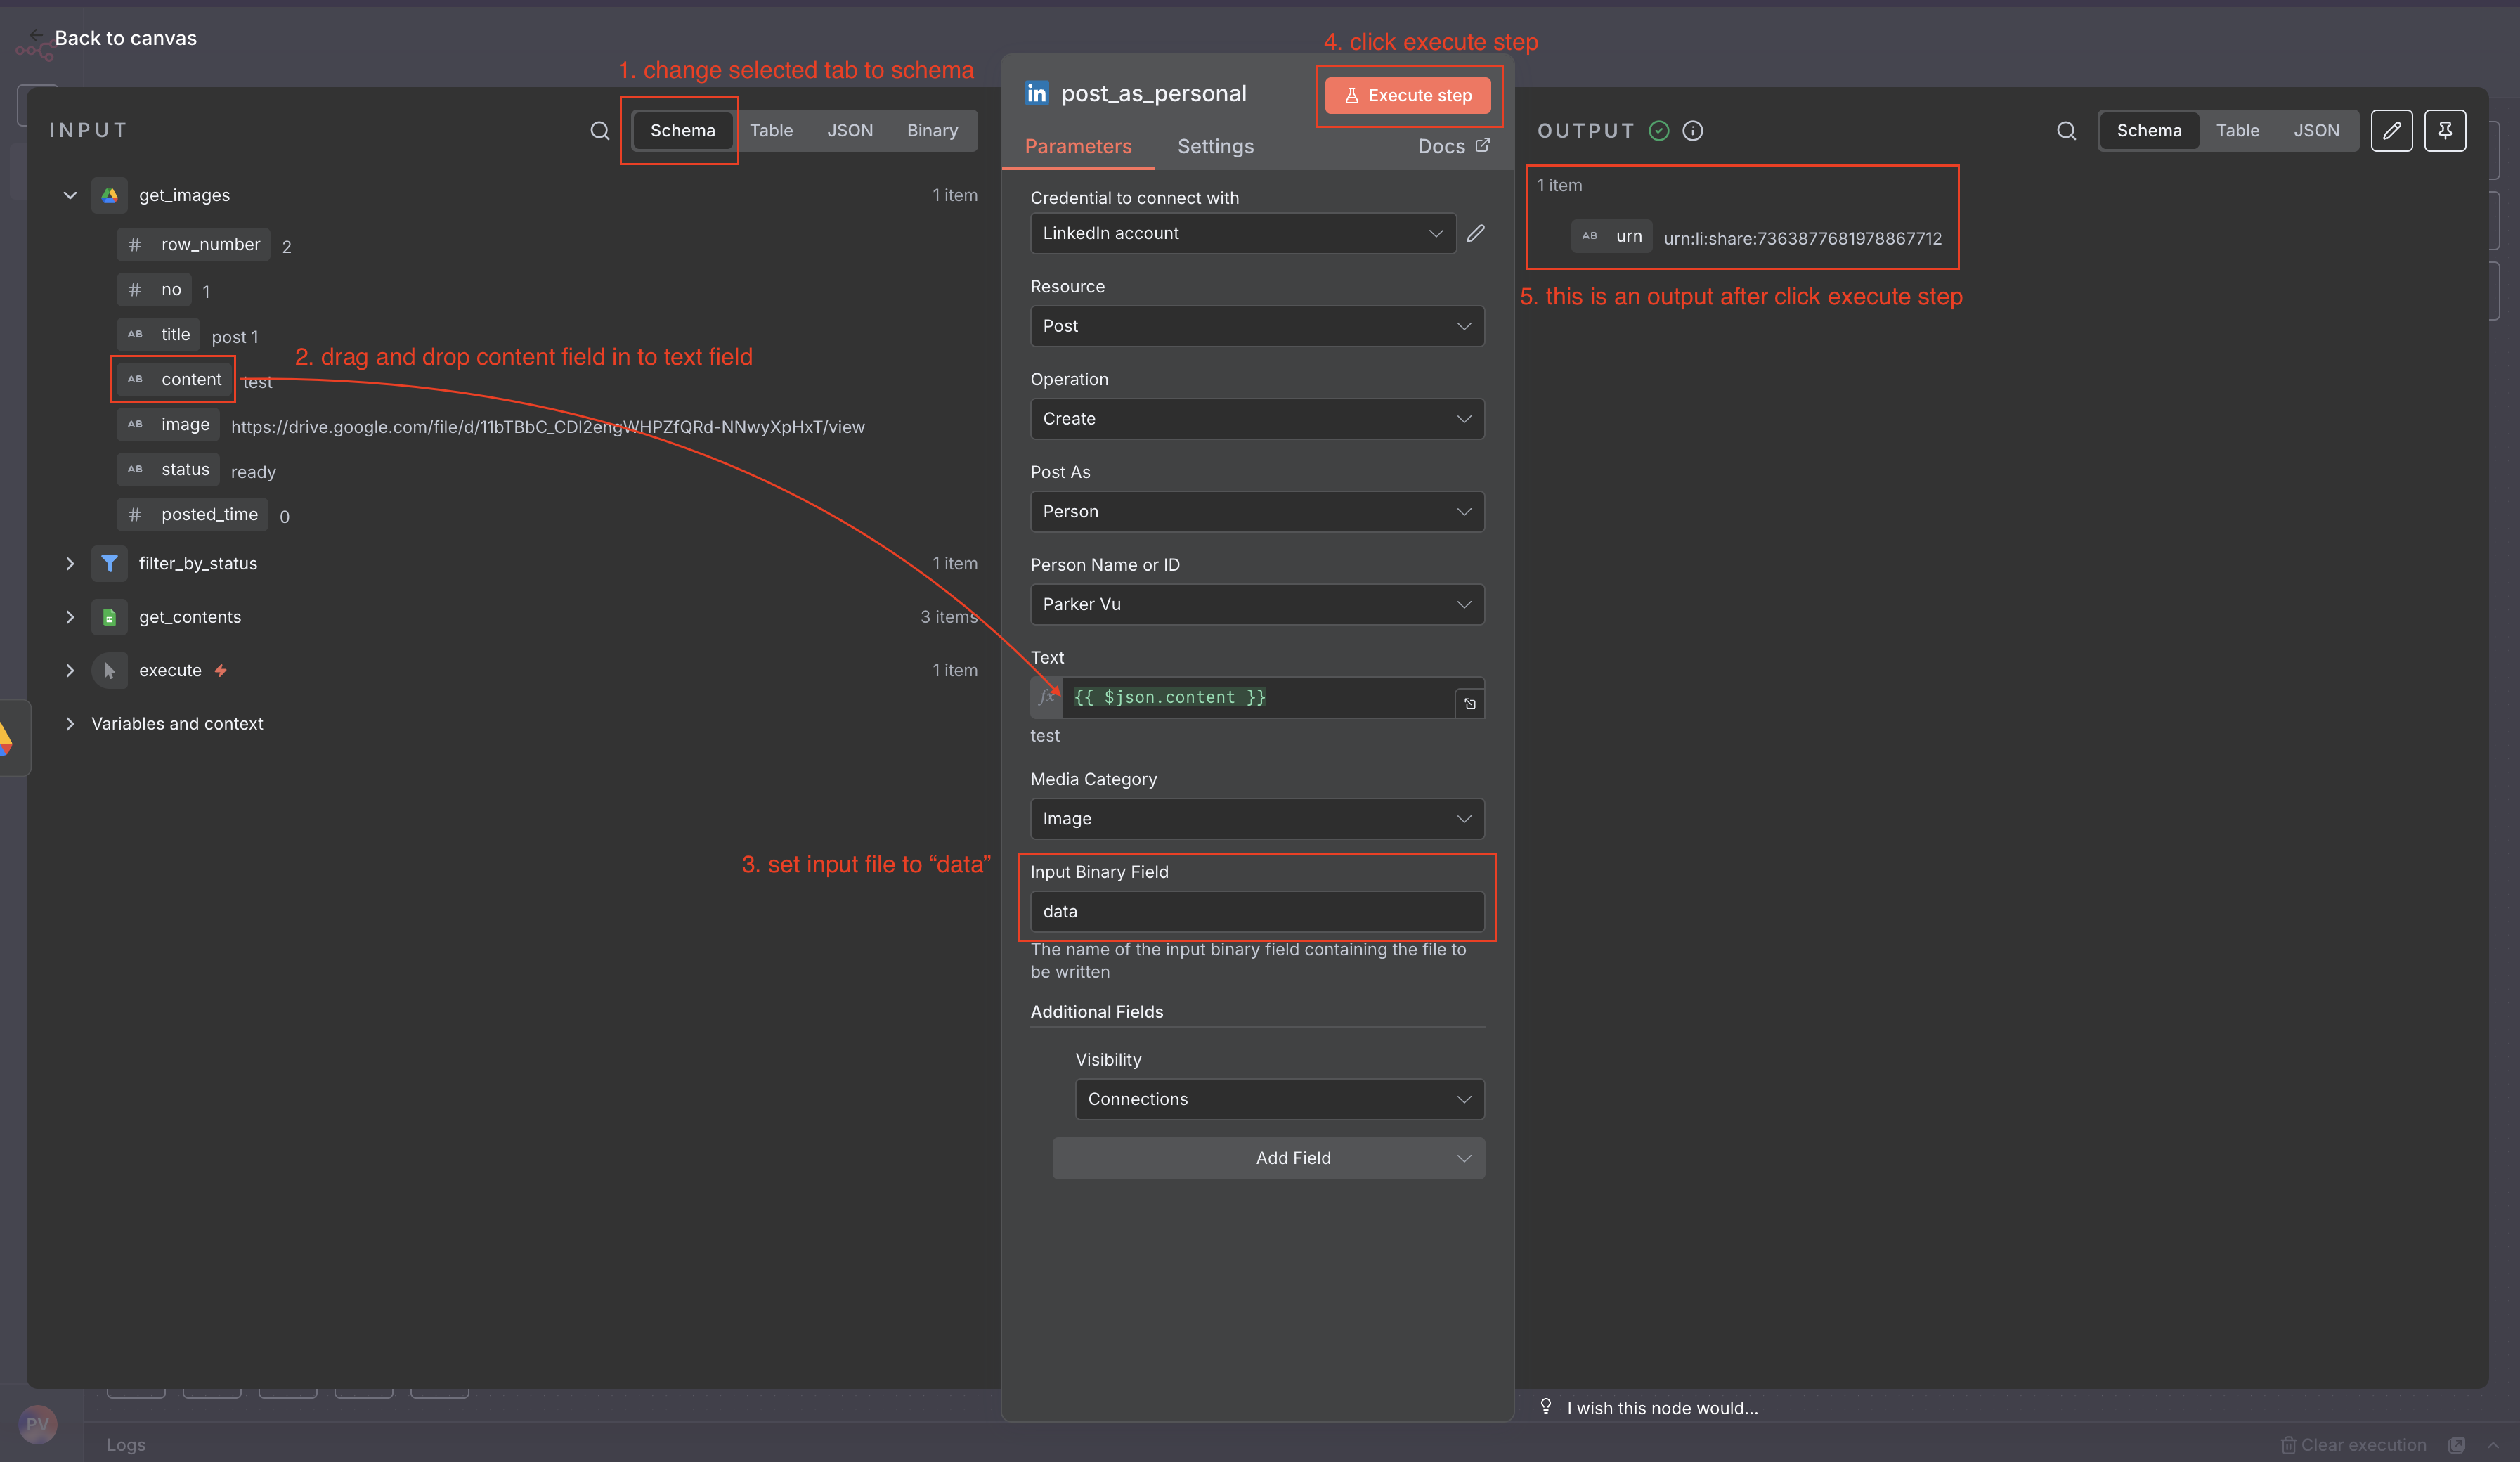 Back to canvas
4. click execute step
1. change selected tab to schema
INPUT
Schema
Table
JSON
Binary
get_images
1 item
# row_number 2
# no 1
AB title post 1
2. drag and drop content field in to text field
AB content test
AB image https://drive.google.com/file/d/11bTBbC_CDI2engWHPZfQRd-NNwyXpHxT/view
AB status ready
# posted_time 0
filter_by_status
1 item
get_contents
3 items
execute
1 item
Variables and context
3. set input file to “data”
in post_as_personal
Execute step
Parameters
Settings
Docs
Credential to connect with
LinkedIn account
Resource
Post
Operation
Create
Post As
Person
Person Name or ID
Parker Vu
Text
fx {{ $json.content }}
test
Media Category
Image
Input Binary Field
data
The name of the input binary field containing the file to
be written
Additional Fields
Visibility
Connections
Add Field
OUTPUT
Schema
Table
JSON
1 item
AB urn urn:li:share:7363877681978867712
5. this is an output after click execute step
I wish this node would...
PV
Logs
Clear execution